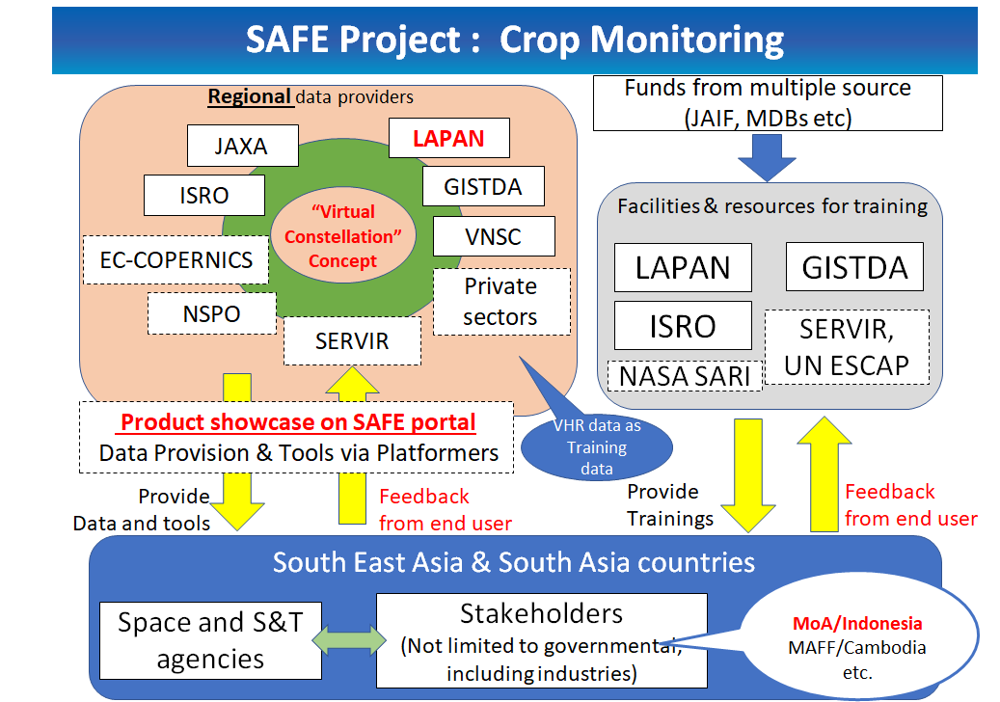 SAFE Project :  Crop Monitoring
Regional data providers
JAXA
LAPAN
ISRO
GISTDA
EC-COPERNICS
VNSC
NSPO
Private
sectors
SERVIR
“Virtual
Constellation”
Concept
Funds from multiple source
(JAIF, MDBs etc)
Facilities & resources for training
LAPAN
GISTDA
ISRO
SERVIR,
UN ESCAP
NASA SARI
Product showcase on SAFE portal
Data Provision & Tools via Platformers
VHR data as
Training
data
Provide
Data and tools
Feedback
from end user
Provide
Trainings
Feedback
from end user
South East Asia & South Asia countries
Space and S&T
agencies
Stakeholders
(Not limited to governmental,
including industries)
MoA/Indonesia
MAFF/Cambodia
etc.